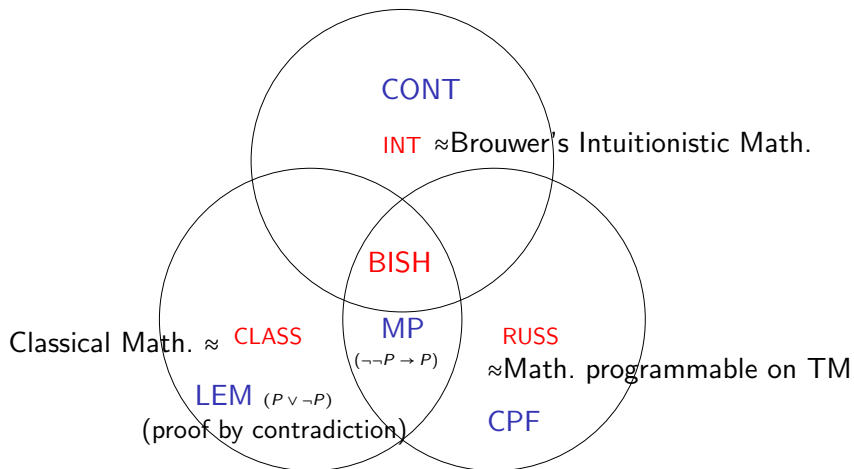 CONT
INT ≈Brouwer's Intuitionistic Math.
BISH
Classical Math. ≈ CLASS
MP
(¬¬P → P)
RUSS
≈Math. programmable on TM
LEM (P ∨ ¬P)
(proof by contradiction)
CPF